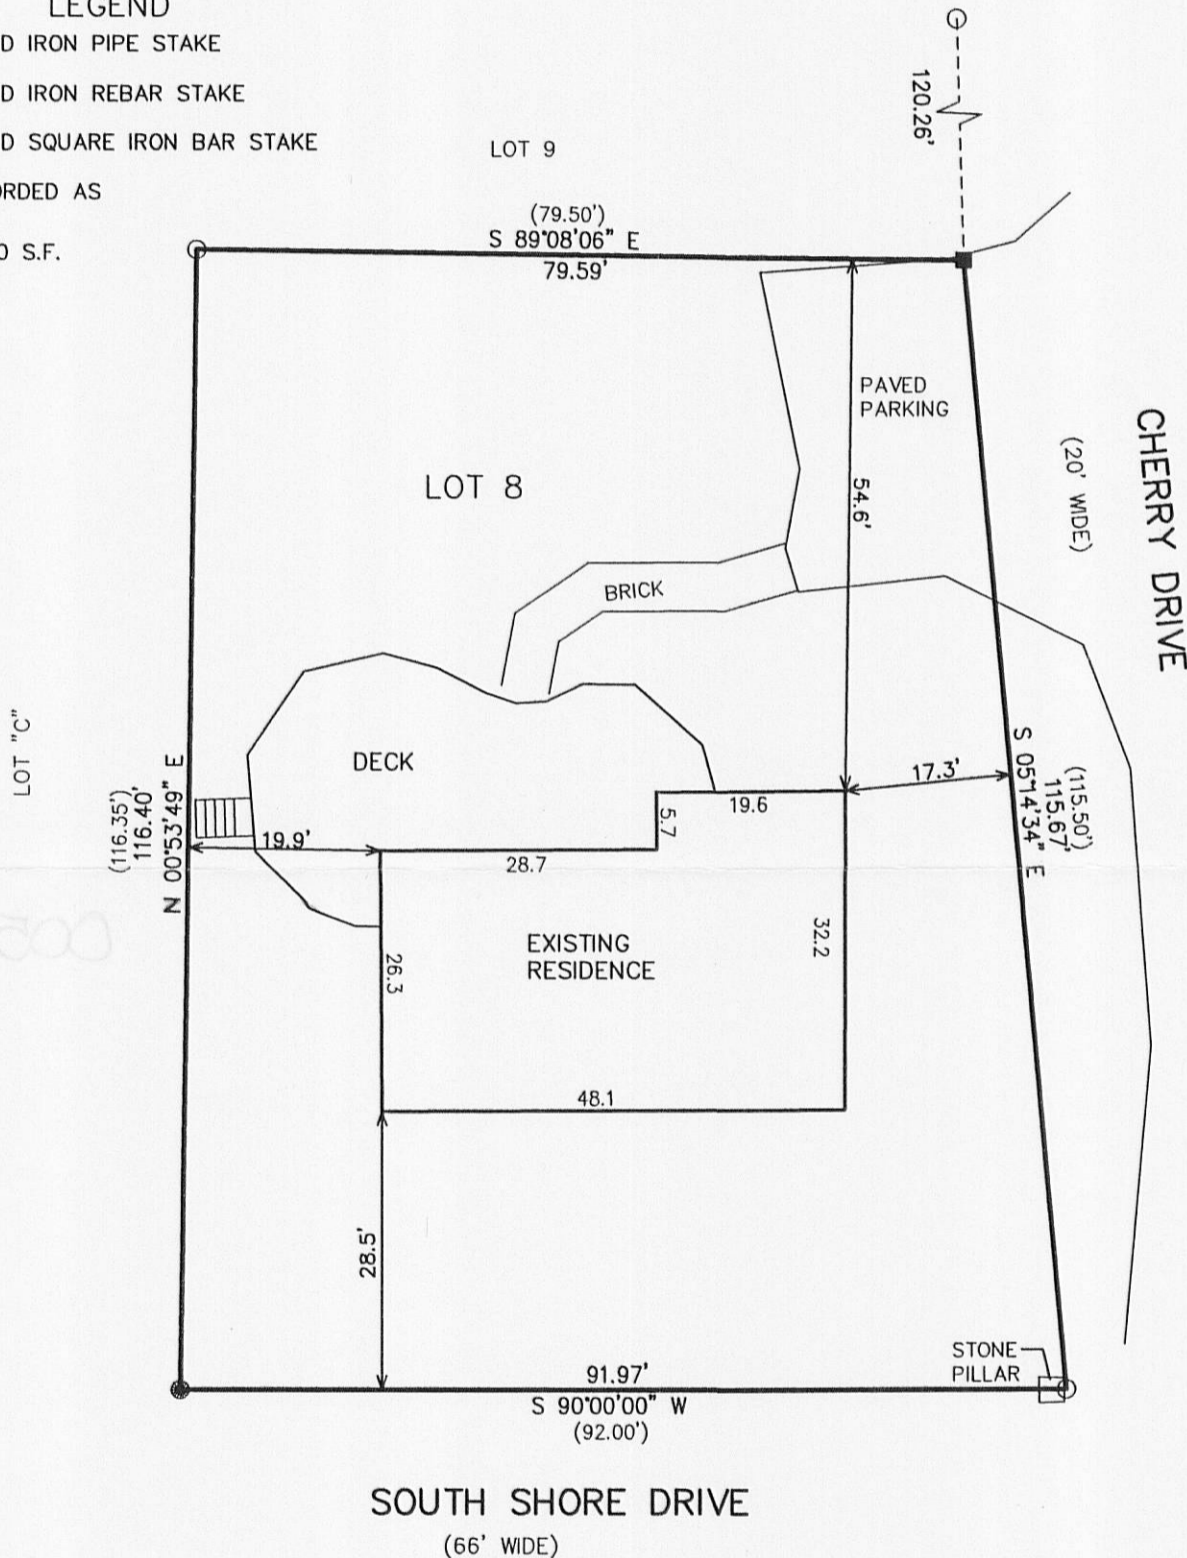 LEGEND
D IRON PIPE STAKE
D IRON REBAR STAKE
D SQUARE IRON BAR STAKE
ORDED AS
0 S.F.
120.26'
LOT 9
(79.50')
S 89°08'06" E
79.59'
PAVED
PARKING
CHERRY DRIVE
(20' WIDE)
LOT 8
54.6'
BRICK
LOT "C"
DECK
17.3'
S 05°14'34" E
115.67'
(115.50')
N 00°53'49" E
116.40'
(116.35')
19.6
5.7
19.9'
28.7
32.2
EXISTING
RESIDENCE
26.3
48.1
28.5'
STONE
PILLAR
91.97'
S 90°00'00" W
(92.00')
SOUTH SHORE DRIVE
(66' WIDE)